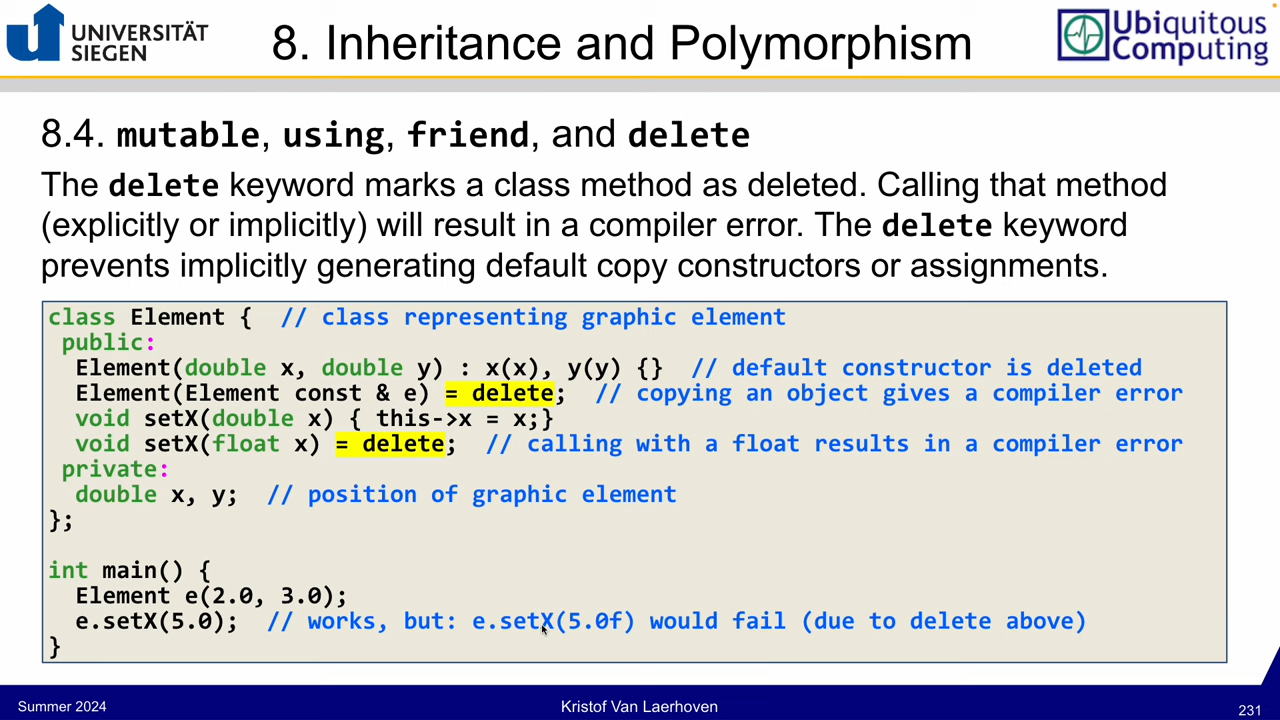 UNIVERSITÄT
SIEGEN
8. Inheritance and Polymorphism
Ubiquitous
Computing
8.4. mutable, using, friend, and delete
The delete keyword marks a class method as deleted. Calling that method
(explicitly or implicitly) will result in a compiler error. The delete keyword
prevents implicitly generating default copy constructors or assignments.
class Element {  // class representing graphic element
 public:
  Element(double x, double y) : x(x), y(y) {}  // default constructor is deleted
  Element(Element const & e) = delete;  // copying an object gives a compiler error
  void setX(double x) { this->x = x;}
  void setX(float x) = delete;  // calling with a float results in a compiler error
 private:
  double x, y;  // position of graphic element
};
int main() {
  Element e(2.0, 3.0);
  e.setX(5.0);  // works, but: e.setX(5.0f) would fail (due to delete above)
}
Summer 2024
Kristof Van Laerhoven
231